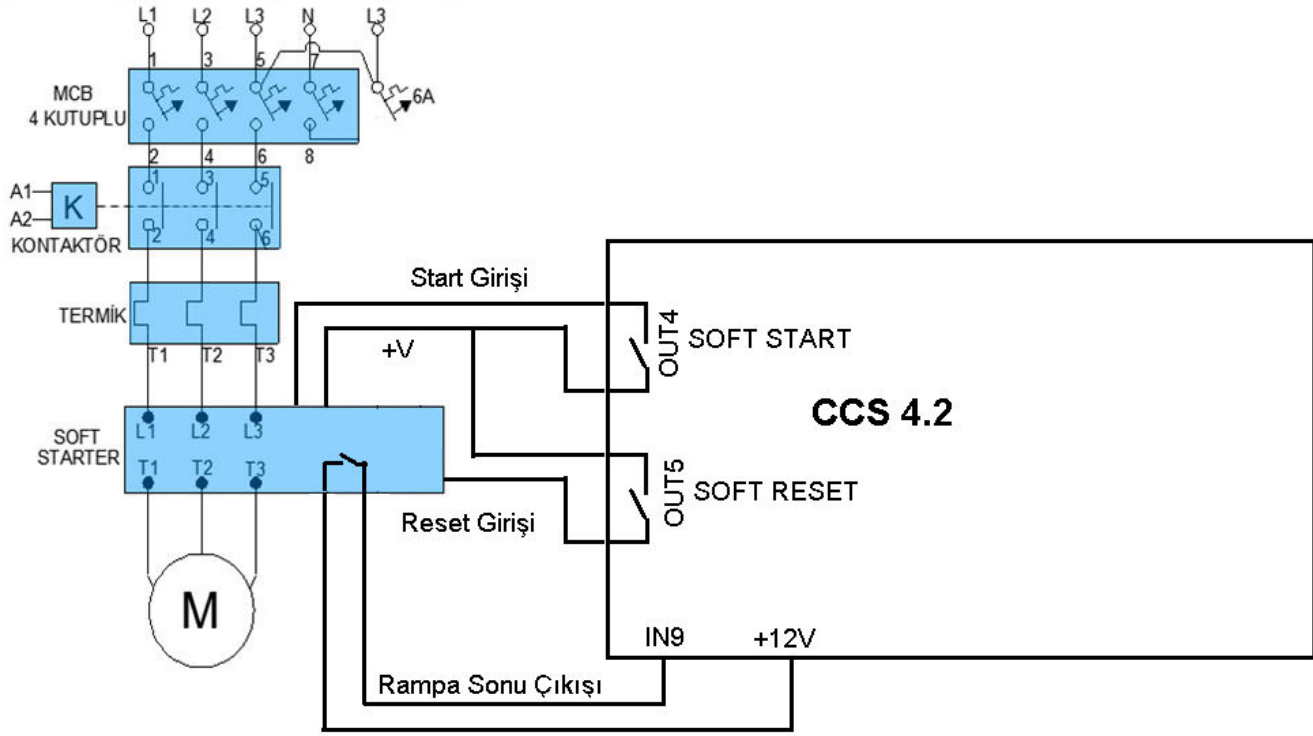 L1 L2 L3 N L3
1 3 5 7
MCB
4 KUTUPLU
6A
2 4 6 8
1 3 5
A1
K
A2
KONTAKTÖR
2 4 6
TERMİK
T1 T2 T3
Start Girişi
+V
OUT4
SOFT START
CCS 4.2
SOFT
STARTER
L1 L2 L3
T1 T2 T3
OUT5
SOFT RESET
Reset Girişi
M
IN9 +12V
Rampa Sonu Çıkışı